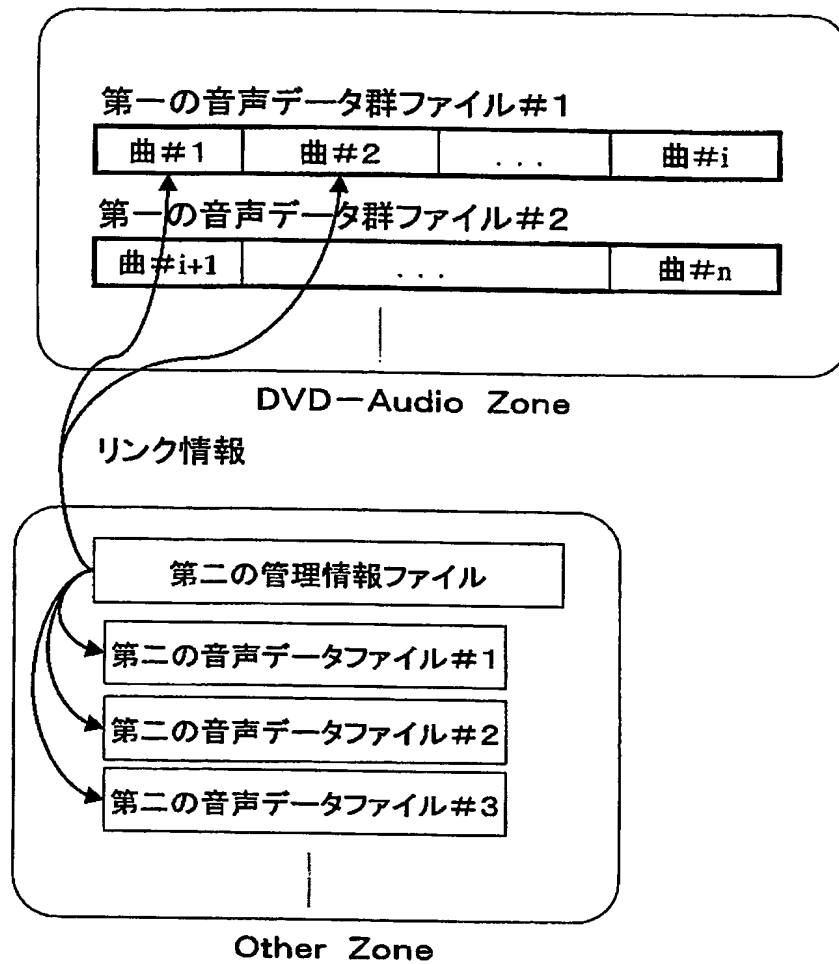 第一の音声データ群ファイル#1
曲#1 曲#2 ... 曲#i
第一の音声データ群ファイル#2
曲#i+1 ... 曲#n
DVD-Audio Zone
リンク情報
第二の管理情報ファイル
第二の音声データファイル#1
第二の音声データファイル#2
第二の音声データファイル#3
Other Zone